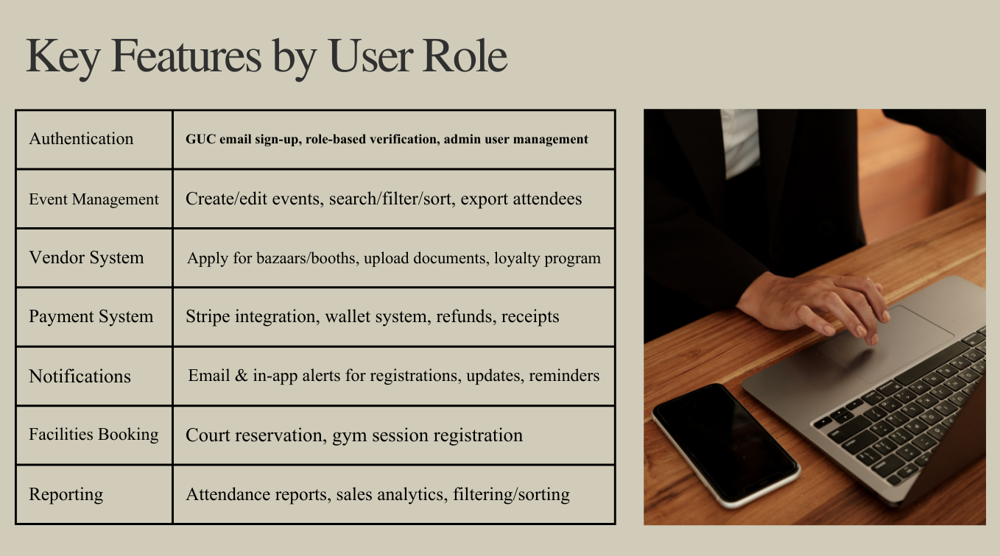 Key Features by User Role
Authentication
GUC email sign-up, role-based verification, admin user management
Event Management
Create/edit events, search/filter/sort, export attendees
Vendor System
Apply for bazaars/booths, upload documents, loyalty program
Payment System
Stripe integration, wallet system, refunds, receipts
Notifications
Email & in-app alerts for registrations, updates, reminders
Facilities Booking
Court reservation, gym session registration
Reporting
Attendance reports, sales analytics, filtering/sorting